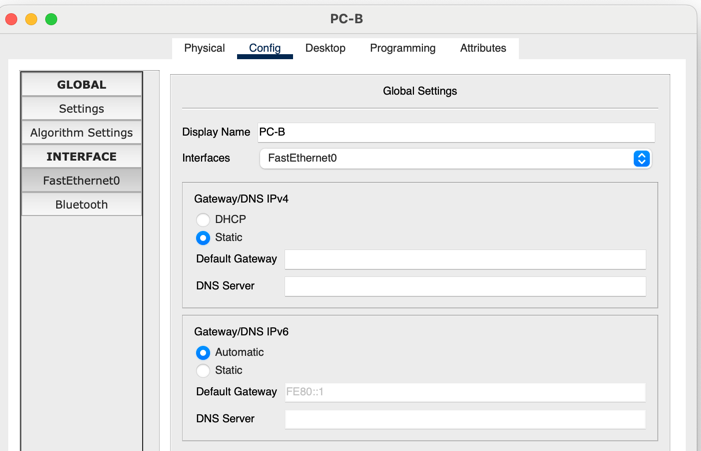 PC-B
Physical Config Desktop Programming Attributes
GLOBAL
Settings
Algorithm Settings
INTERFACE
FastEthernet0
Bluetooth
Global Settings
Display Name PC-B
Interfaces FastEthernet0
Gateway/DNS IPv4
DHCP
Static
Default Gateway
DNS Server
Gateway/DNS IPv6
Automatic
Static
Default Gateway FE80::1
DNS Server